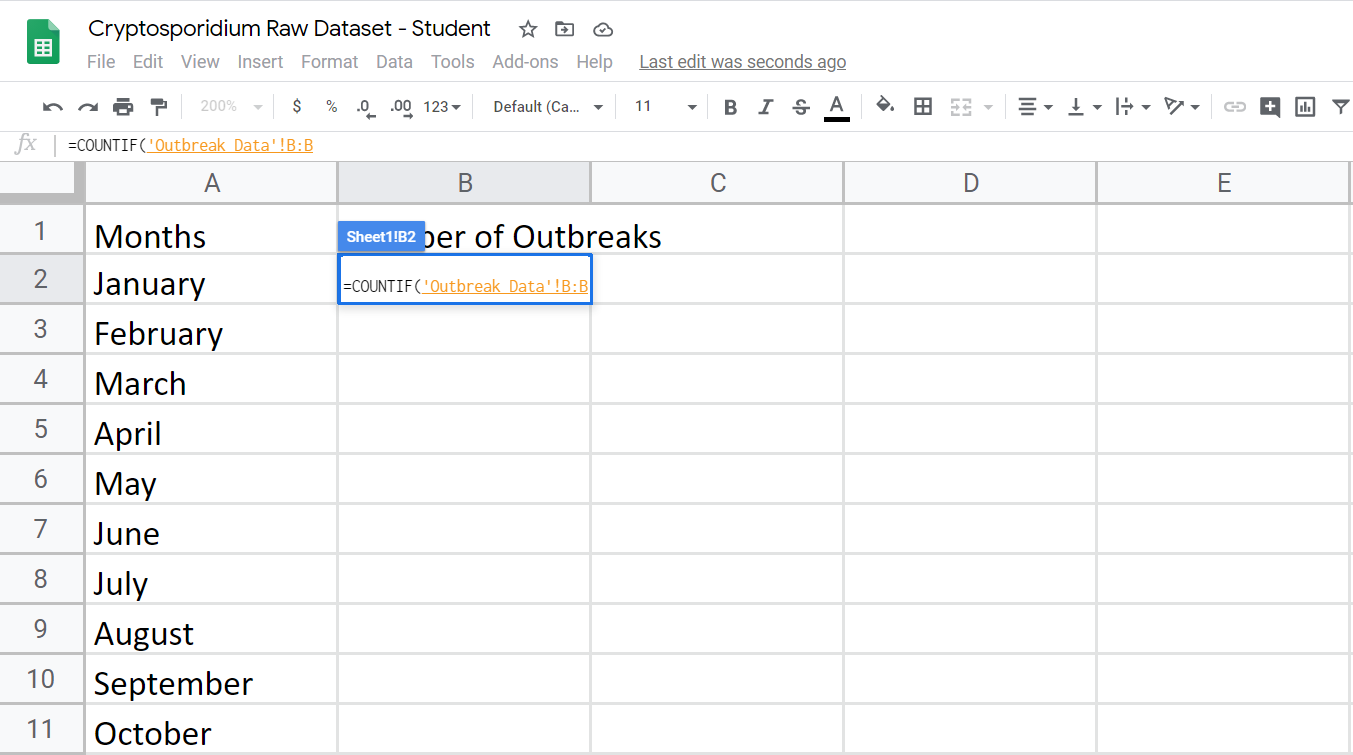 Cryptosporidium Raw Dataset - Student
File Edit View Insert Format Data Tools Add-ons Help Last edit was seconds ago
200% $ % .0 .00 123 Default (Ca... 11 B I S A
fx =COUNTIF('Outbreak Data'!B:B
A B C D E
1 Months ber of Outbreaks
Sheet1!B2
2 January =COUNTIF('Outbreak Data'!B:B
3 February
4 March
5 April
6 May
7 June
8 July
9 August
10 September
11 October